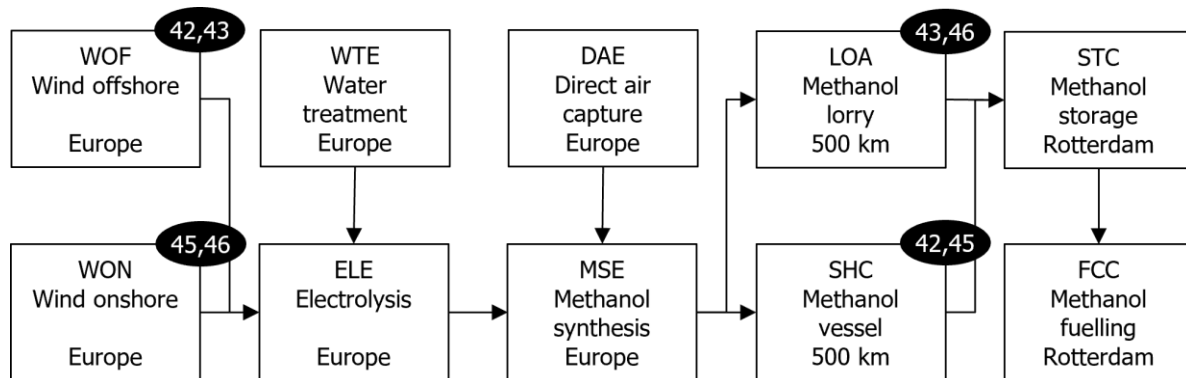 42,43
WOF
Wind offshore
Europe
WTE
Water
treatment
Europe
DAE
Direct air
capture
Europe
43,46
LOA
Methanol
lorry
500 km
STC
Methanol
storage
Rotterdam
45,46
WON
Wind onshore
Europe
ELE
Electrolysis
Europe
MSE
Methanol
synthesis
Europe
42,45
SHC
Methanol
vessel
500 km
FCC
Methanol
fuelling
Rotterdam